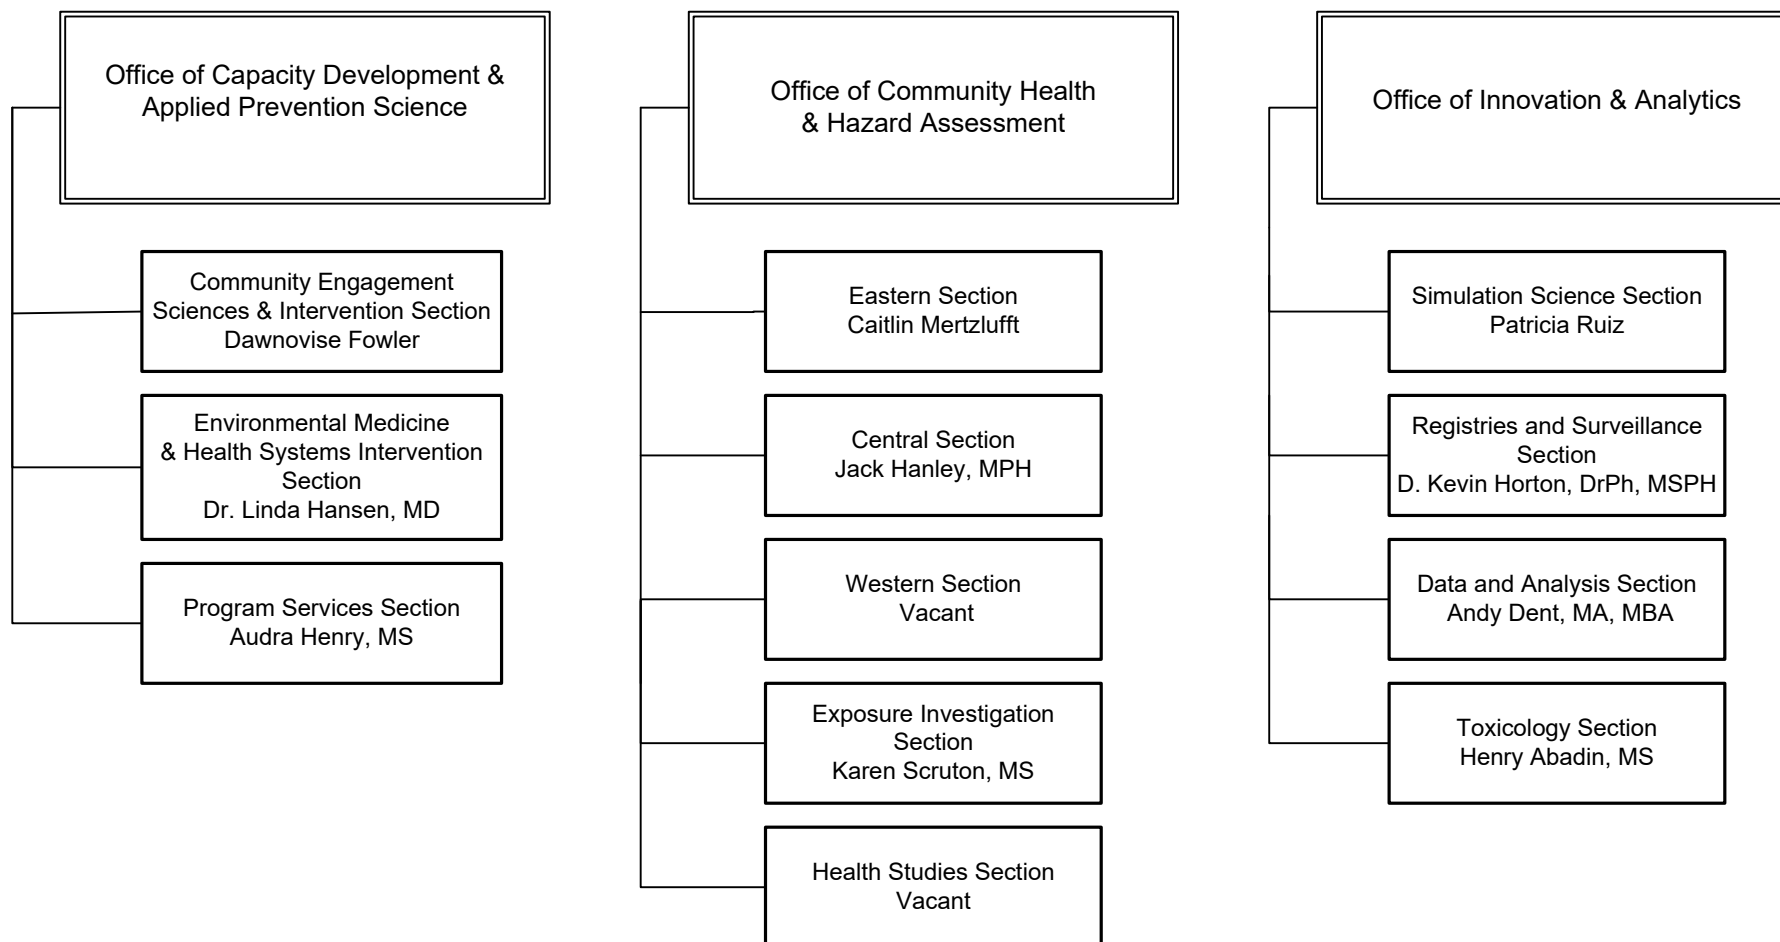 Office of Capacity Development &
Applied Prevention Science
Community Engagement
Sciences & Intervention Section
Dawnovise Fowler
Environmental Medicine
& Health Systems Intervention
Section
Dr. Linda Hansen, MD
Program Services Section
Audra Henry, MS
Office of Community Health
& Hazard Assessment
Eastern Section
Caitlin Mertzlufft
Central Section
Jack Hanley, MPH
Western Section
Vacant
Exposure Investigation
Section
Karen Scruton, MS
Health Studies Section
Vacant
Office of Innovation & Analytics
Simulation Science Section
Patricia Ruiz
Registries and Surveillance
Section
D. Kevin Horton, DrPh, MSPH
Data and Analysis Section
Andy Dent, MA, MBA
Toxicology Section
Henry Abadin, MS